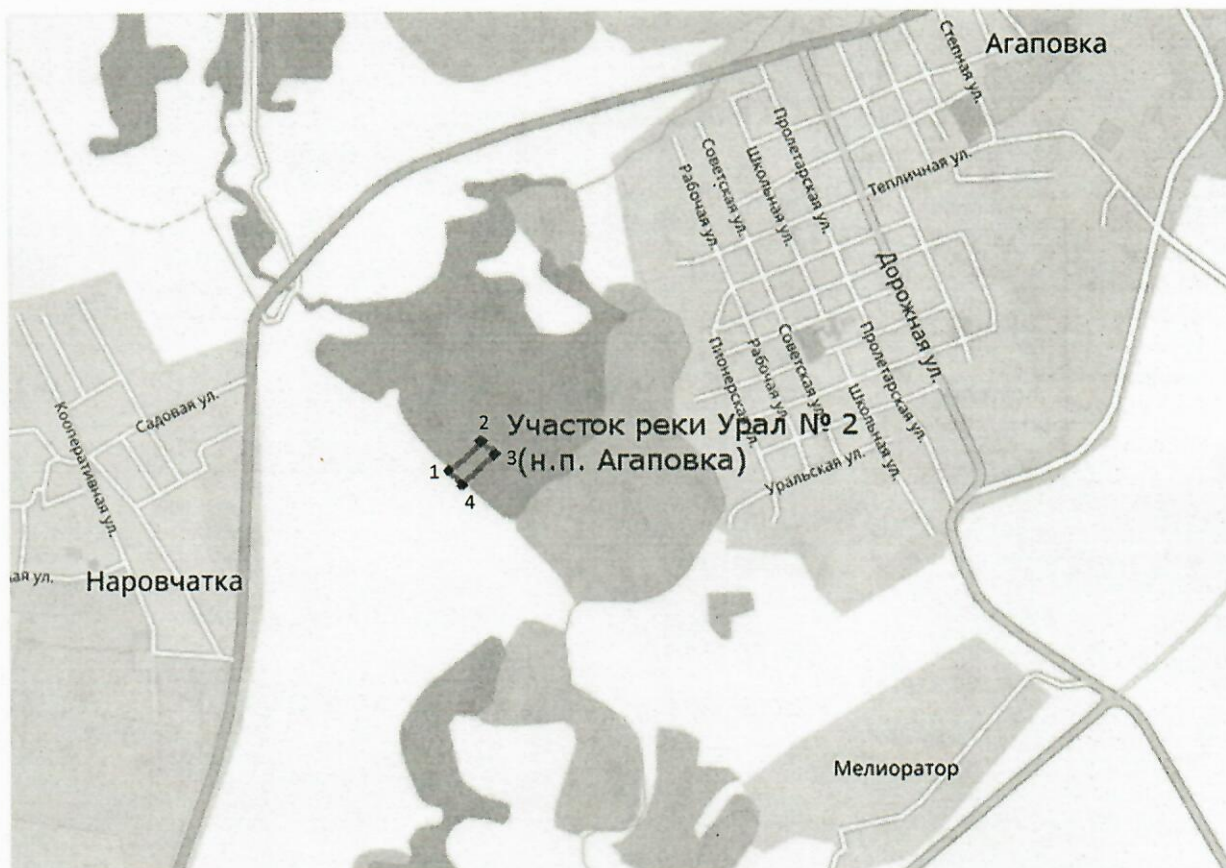 Агаповка
Степная ул.
Пролетарская ул.
Советская ул.
Школьная ул.
Рабочая ул.
Тепличная ул.
Дорожная ул.
Садовая ул.
Кооперативная ул.
Пионерская ул.
Рабочая ул.
Советская ул.
Пролетарская ул.
Школьная ул.
Уральская ул.
2 Участок реки Урал № 2
3 (н.п. Агаповка)
1
4
ая ул.
Наровчатка
Мелиоратор